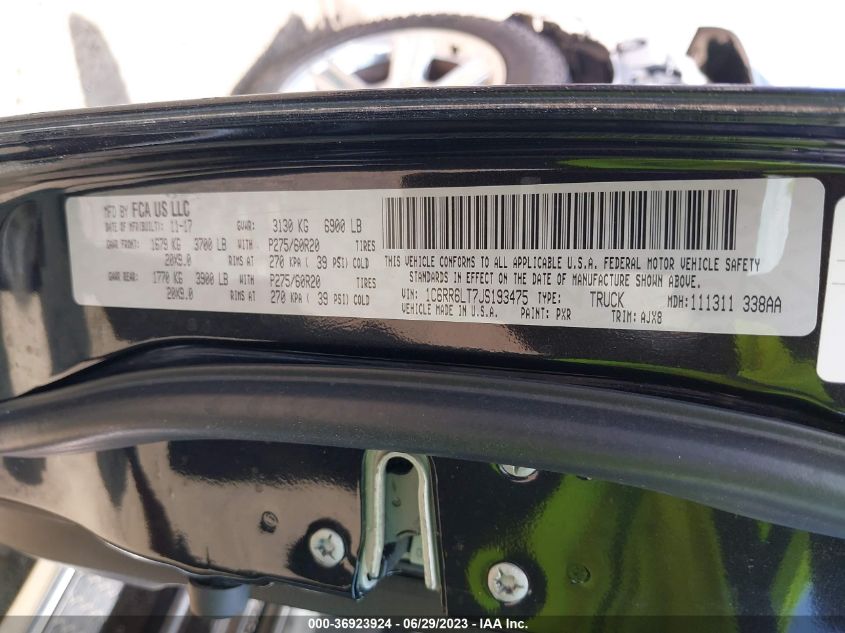 MFD BY FCA US LLC
DATE OF MFR(BUILT): 11-17 GVWR: 3130 KG 6900 LB
GAWR FRONT: 1679 KG 3700 LB WITH P275/60R20 TIRES
20X9.0 RIMS AT 270 KPA ( 39 PSI) COLD
GAWR REAR: 1770 KG 3900 LB WITH P275/60R20 TIRES
20X9.0 RIMS AT 270 KPA ( 39 PSI) COLD
THIS VEHICLE CONFORMS TO ALL APPLICABLE U.S.A. FEDERAL MOTOR VEHICLE SAFETY
STANDARDS IN EFFECT ON THE DATE OF MANUFACTURE SHOWN ABOVE.
VIN: 1C6RR6LT7JS193475 TYPE: TRUCK MDH: 111311 338AA
VEHICLE MADE IN U.S.A. PAINT: PXR TRIM: AJX8
000-36923924 - 06/29/2023 - 1C6RR6LT7JS193475